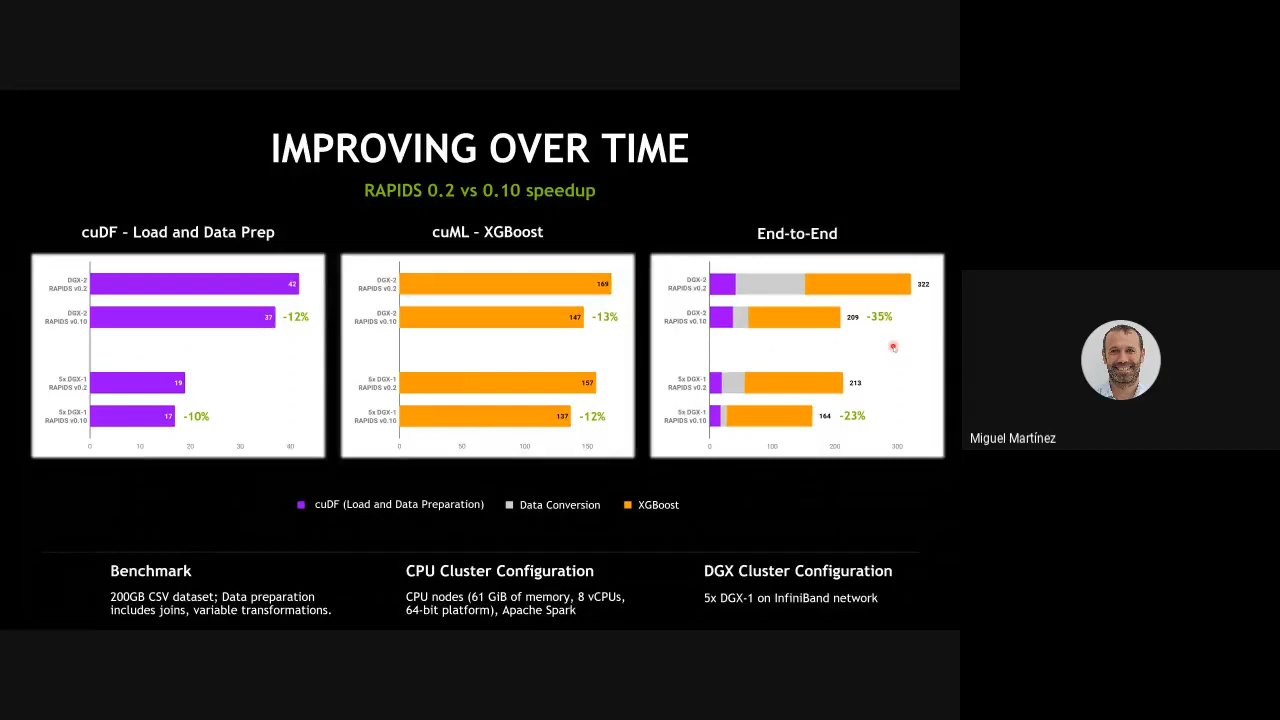 IMPROVING OVER TIME
RAPIDS 0.2 vs 0.10 speedup
cuDF – Load and Data Prep
DGX-2
RAPIDS v0.2
42
DGX-2
RAPIDS v0.10
37
-12%
5x DGX-1
RAPIDS v0.2
19
5x DGX-1
RAPIDS v0.10
17
-10%
0 10 20 30 40
cuML – XGBoost
DGX-2
RAPIDS v0.2
169
DGX-2
RAPIDS v0.10
147
-13%
5x DGX-1
RAPIDS v0.2
157
5x DGX-1
RAPIDS v0.10
137
-12%
0 50 100 150
End-to-End
DGX-2
RAPIDS v0.2
322
DGX-2
RAPIDS v0.10
209
-35%
5x DGX-1
RAPIDS v0.2
213
5x DGX-1
RAPIDS v0.10
164
-23%
0 100 200 300
cuDF (Load and Data Preparation)
Data Conversion
XGBoost
Benchmark
200GB CSV dataset; Data preparation
includes joins, variable transformations.
CPU Cluster Configuration
CPU nodes (61 GiB of memory, 8 vCPUs,
64-bit platform), Apache Spark
DGX Cluster Configuration
5x DGX-1 on InfiniBand network
Miguel Martínez